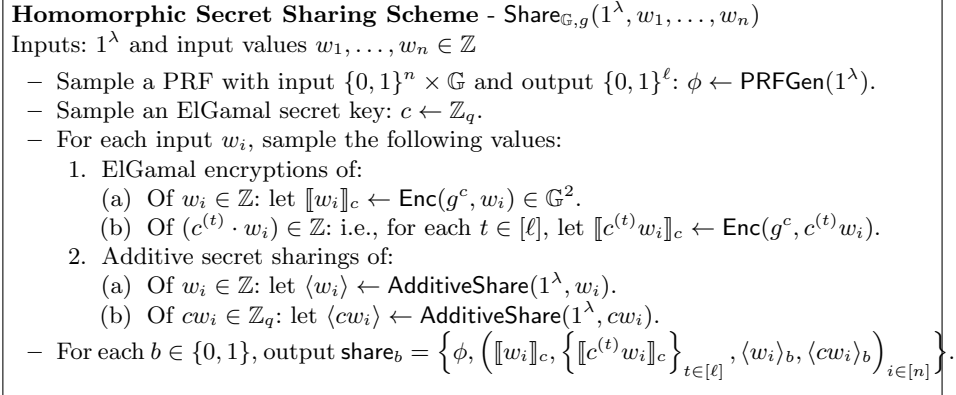 Homomorphic Secret Sharing Scheme - Share_{𝔾,g}(1^λ, w_1, . . . , w_n)
Inputs: 1^λ and input values w_1, . . . , w_n ∈ ℤ
– Sample a PRF with input {0, 1}^n × 𝔾 and output {0, 1}^ℓ: ϕ ← PRFGen(1^λ).
– Sample an ElGamal secret key: c ← ℤ_q.
– For each input w_i, sample the following values:
1. ElGamal encryptions of:
(a) Of w_i ∈ ℤ: let ⟦w_i⟧_c ← Enc(g^c, w_i) ∈ 𝔾^2.
(b) Of (c^{(t)} · w_i) ∈ ℤ: i.e., for each t ∈ [ℓ], let ⟦c^{(t)}w_i⟧_c ← Enc(g^c, c^{(t)}w_i).
2. Additive secret sharings of:
(a) Of w_i ∈ ℤ: let ⟨w_i⟩ ← AdditiveShare(1^λ, w_i).
(b) Of cw_i ∈ ℤ_q: let ⟨cw_i⟩ ← AdditiveShare(1^λ, cw_i).
– For each b ∈ {0, 1}, output share_b = {ϕ, (⟦w_i⟧_c, {⟦c^{(t)}w_i⟧_c}_{t∈[ℓ]}, ⟨w_i⟩_b, ⟨cw_i⟩_b)_{i∈[n]}}.